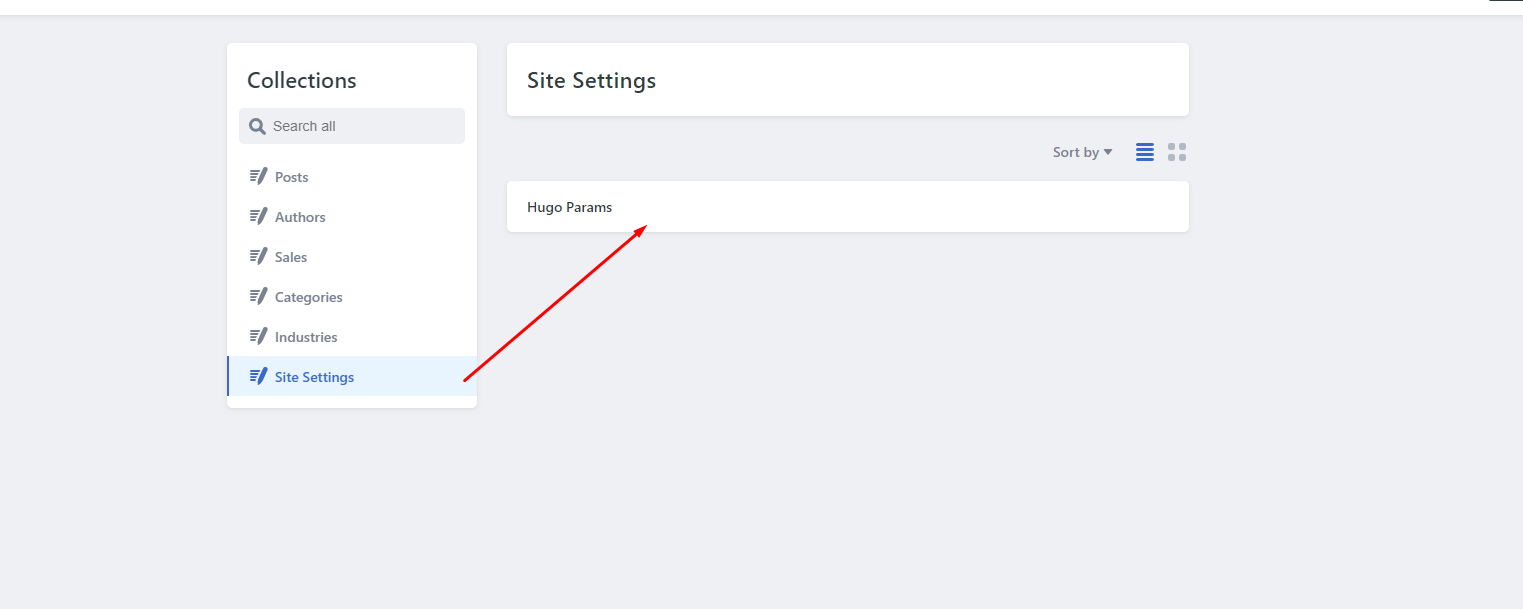 Collections
Search all
Posts
Authors
Sales
Categories
Industries
Site Settings
Site Settings
Sort by
Hugo Params